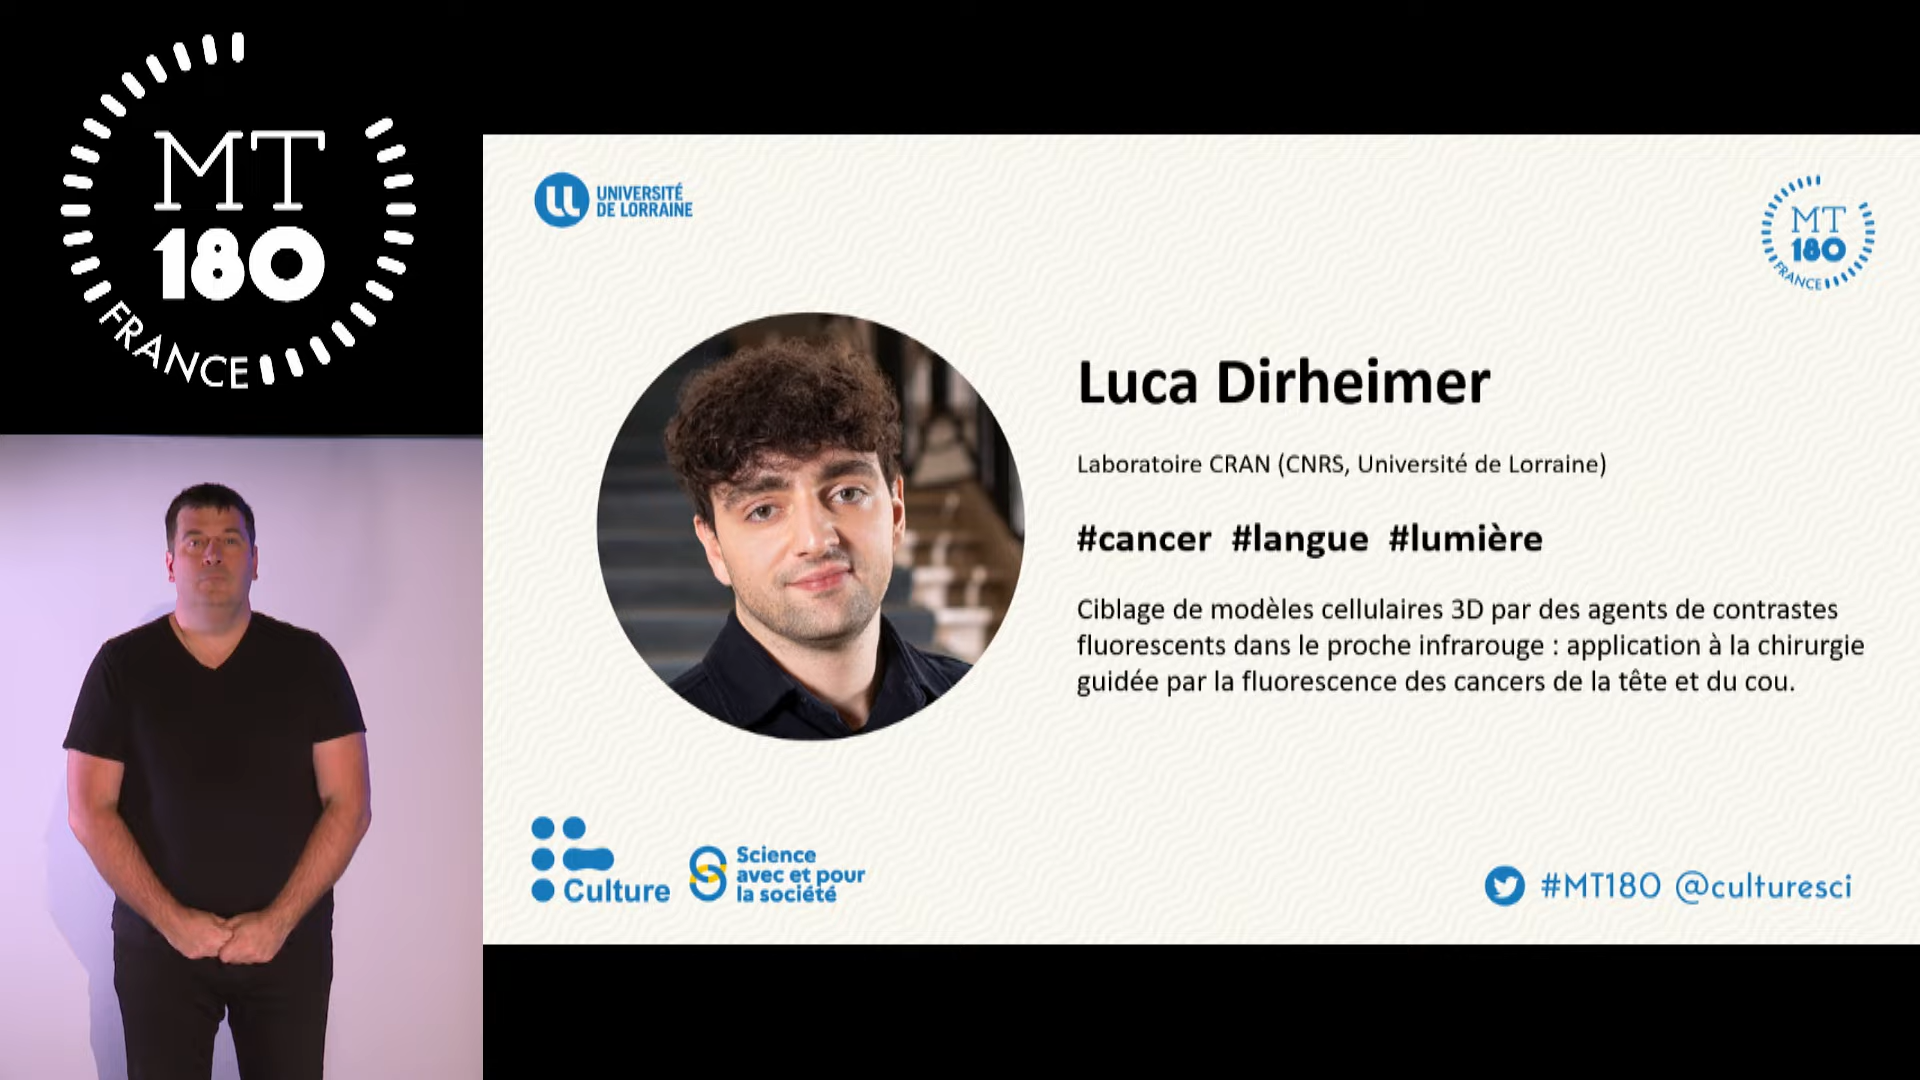 MT
180
FRANCE
UNIVERSITÉ
DE LORRAINE
MT
180
FRANCE
Luca Dirheimer
Laboratoire CRAN (CNRS, Université de Lorraine)
#cancer #langue #lumière
Ciblage de modèles cellulaires 3D par des agents de contrastes
fluorescents dans le proche infrarouge : application à la chirurgie
guidée par la fluorescence des cancers de la tête et du cou.
Culture
Science
avec et pour
la société
#MT180 @culturesci